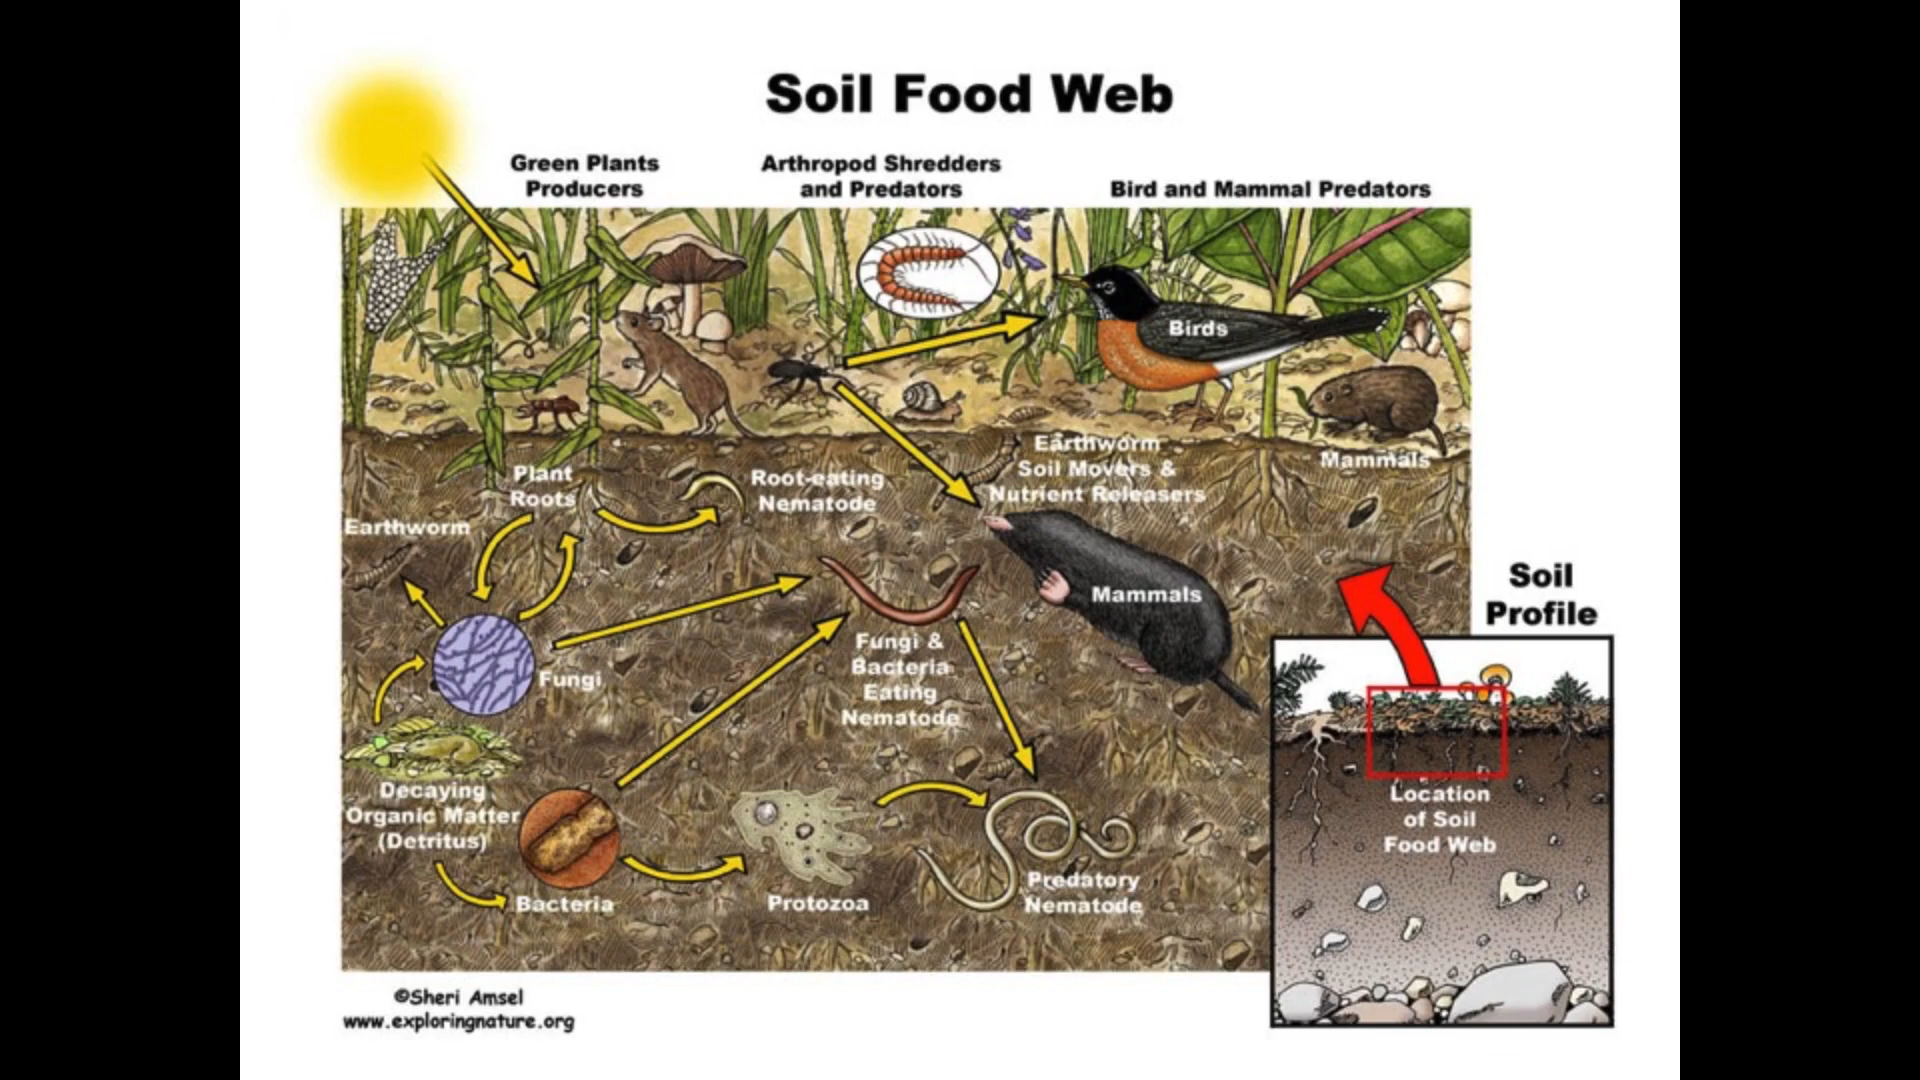 Soil Food Web
Green Plants
Producers
Arthropod Shredders
and Predators
Bird and Mammal Predators
Birds
Mammals
Earthworm
Soil Movers &
Nutrient Releasers
Plant
Roots
Root-eating
Nematode
Earthworm
Mammals
Fungi &
Bacteria
Eating
Nematode
Fungi
Decaying
Organic Matter
(Detritus)
Bacteria
Protozoa
Predatory
Nematode
Soil
Profile
Location
of Soil
Food Web
©Sheri Amsel
www.exploringnature.org